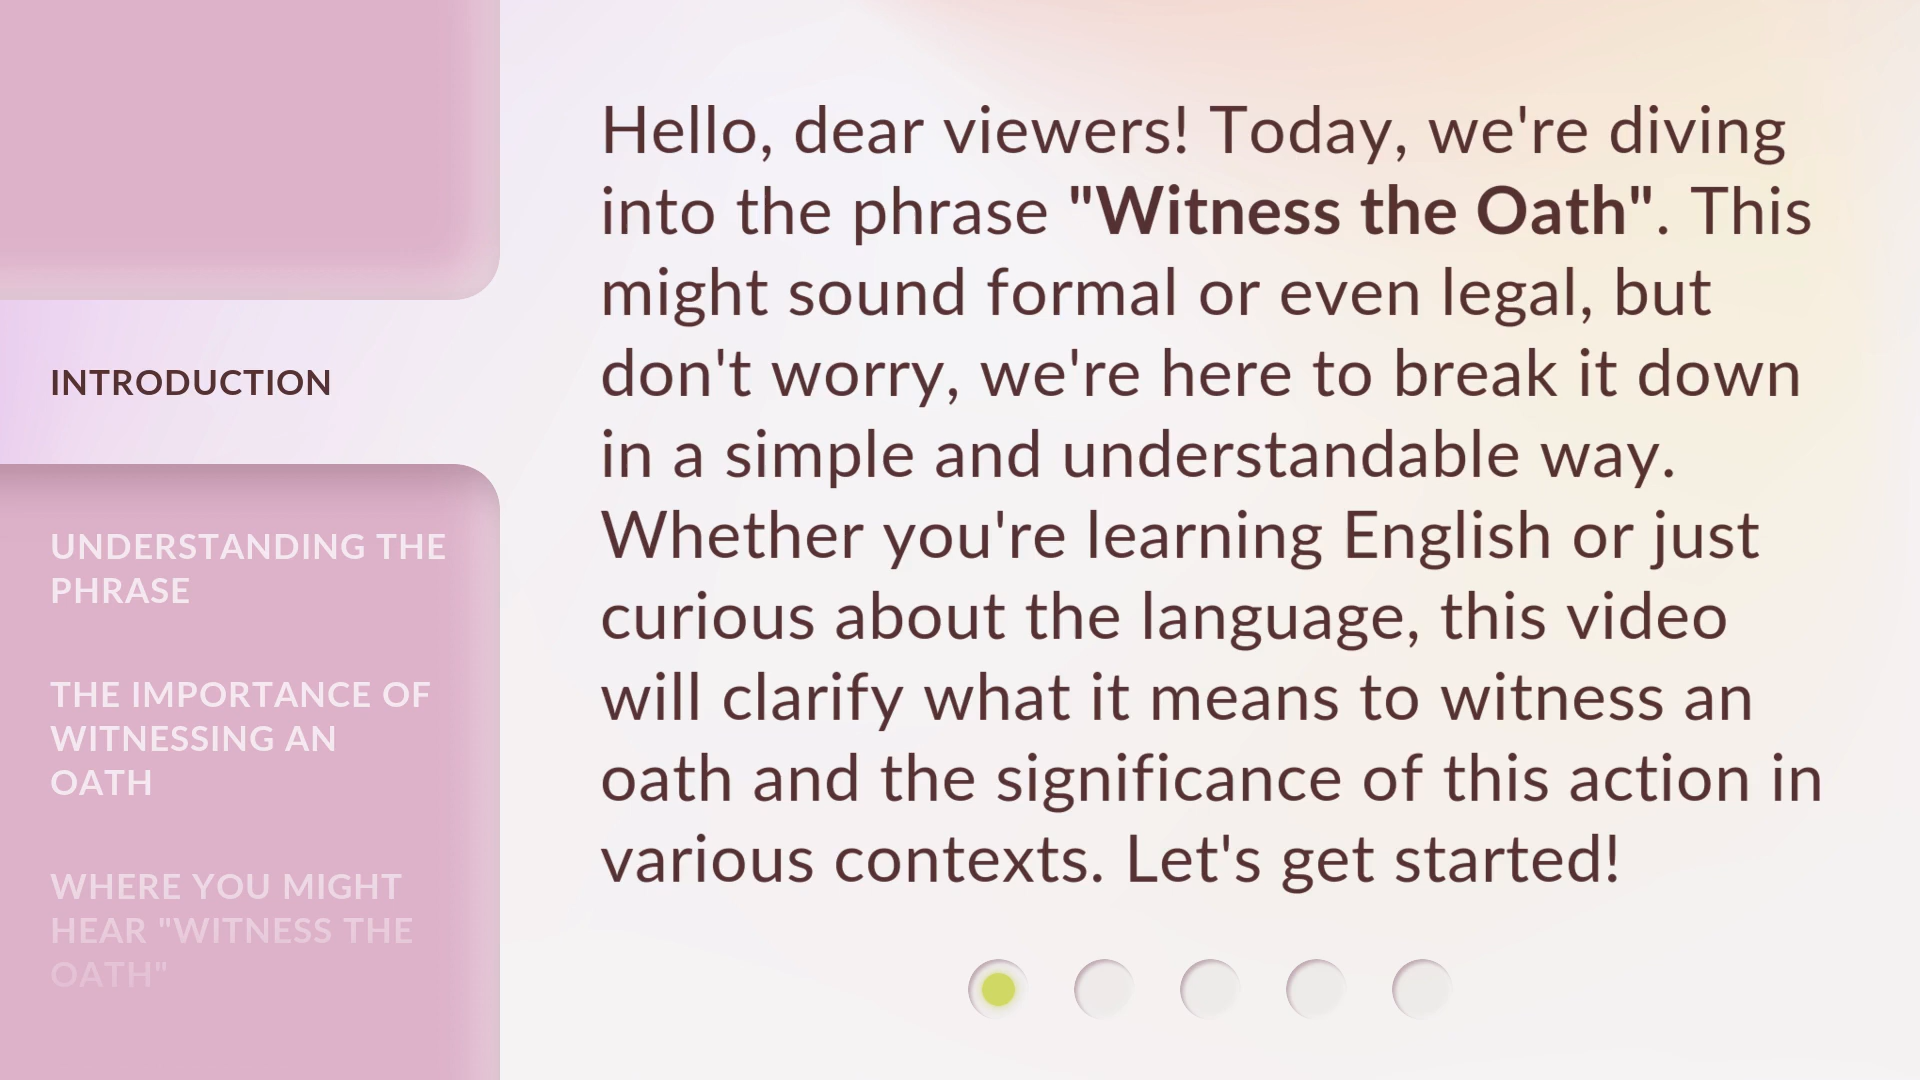 INTRODUCTION
UNDERSTANDING THE
PHRASE
THE IMPORTANCE OF
WITNESSING AN
OATH
WHERE YOU MIGHT
HEAR "WITNESS THE
OATH"
Hello, dear viewers! Today, we're diving
into the phrase "Witness the Oath". This
might sound formal or even legal, but
don't worry, we're here to break it down
in a simple and understandable way.
Whether you're learning English or just
curious about the language, this video
will clarify what it means to witness an
oath and the significance of this action in
various contexts. Let's get started!